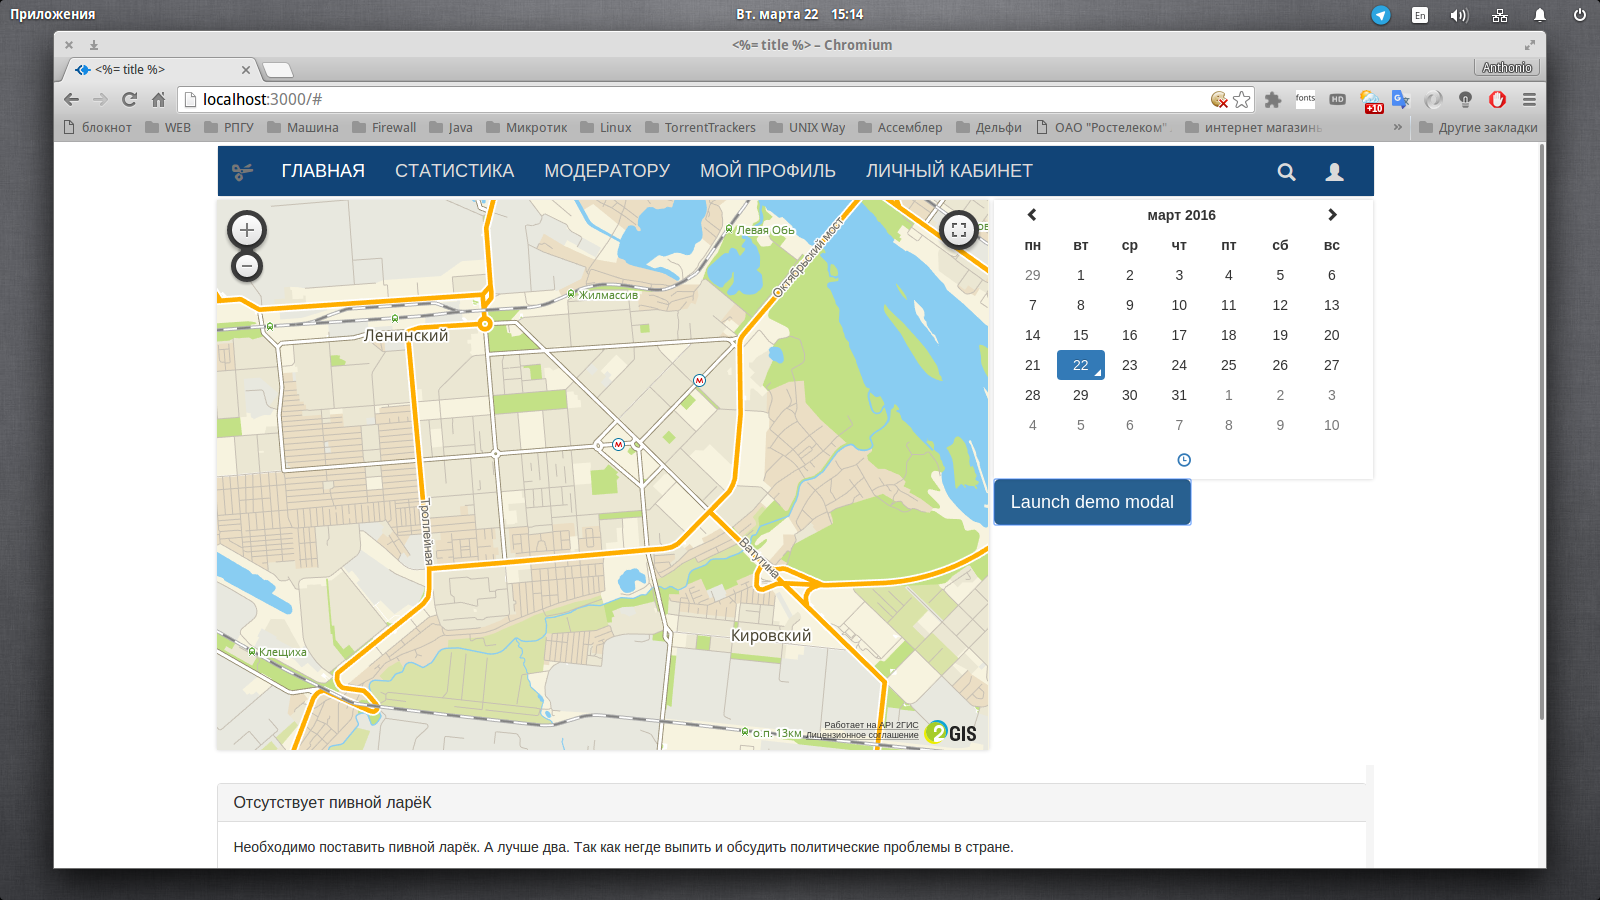 Приложения
Вт. марта 22 15:14
En
<%= title %> – Chromium
<%= title %>
Anthonio
localhost:3000/#
fonts
HD
+10
блокнот WEB РПГУ Машина Firewall Java Микротик Linux TorrentTrackers UNIX Way Ассемблер Дельфи ОАО "Ростелеком" интернет магазины » Другие закладки
ГЛАВНАЯ СТАТИСТИКА МОДЕРАТОРУ МОЙ ПРОФИЛЬ ЛИЧНЫЙ КАБИНЕТ
Левая Обь
Октябрьский мост
Жилмассив
Ленинский
М
М
Троллейная
Ватутина
Кировский
Клещиха
о.п. 13км
Работает на API 2ГИС
Лицензионное соглашение
2GIS
март 2016
пн вт ср чт пт сб вс
29 1 2 3 4 5 6
7 8 9 10 11 12 13
14 15 16 17 18 19 20
21 22 23 24 25 26 27
28 29 30 31 1 2 3
4 5 6 7 8 9 10
Launch demo modal
Отсутствует пивной ларёК
Необходимо поставить пивной ларёк. А лучше два. Так как негде выпить и обсудить политические проблемы в стране.